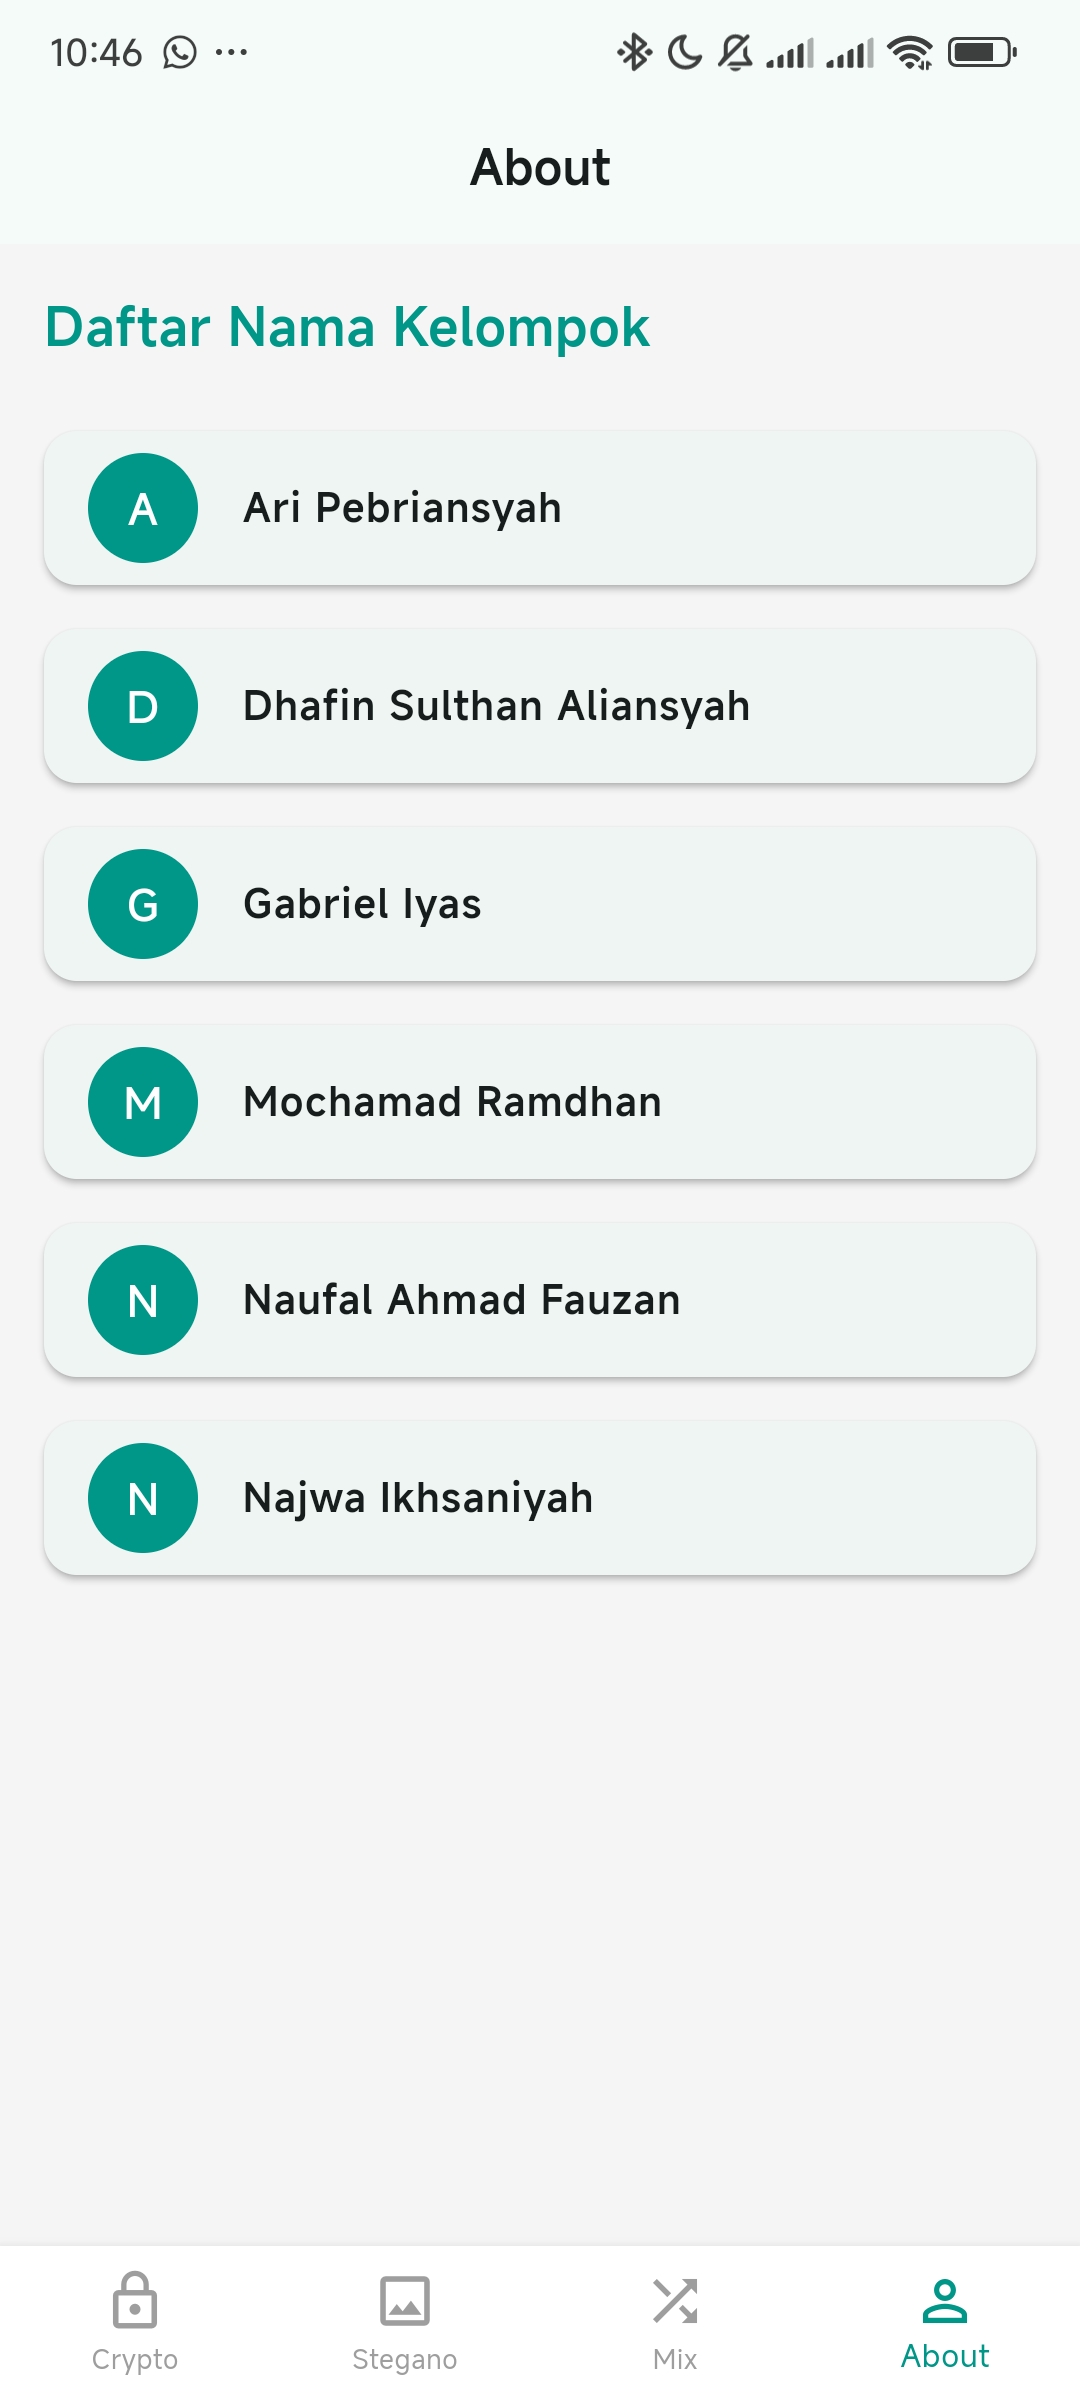 10:46
About
Daftar Nama Kelompok
A Ari Pebriansyah
D Dhafin Sulthan Aliansyah
G Gabriel Iyas
M Mochamad Ramdhan
N Naufal Ahmad Fauzan
N Najwa Ikhsaniyah
Crypto Stegano Mix About